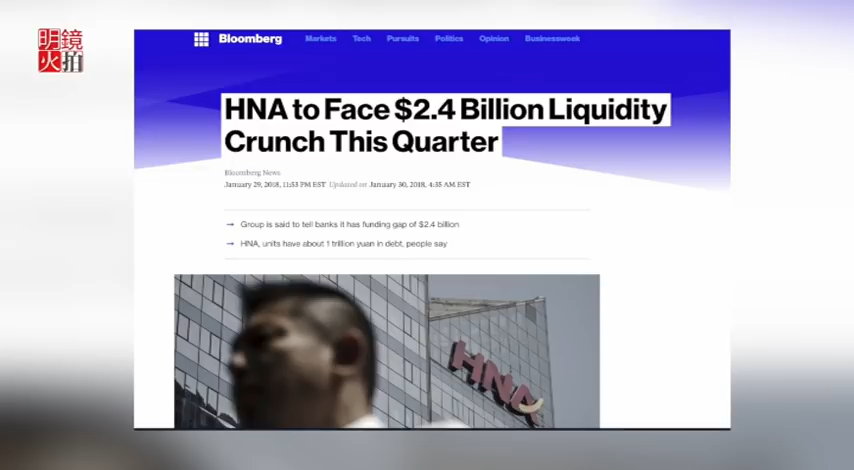 明鏡
火拍
Bloomberg Markets Tech Pursuits Politics Opinion Businessweek
HNA to Face $2.4 Billion Liquidity
Crunch This Quarter
Bloomberg News
January 29, 2018, 11:53 PM EST Updated on January 30, 2018, 4:35 AM EST
→ Group is said to tell banks it has funding gap of $2.4 billion
→ HNA, units have about 1 trillion yuan in debt, people say
HNA